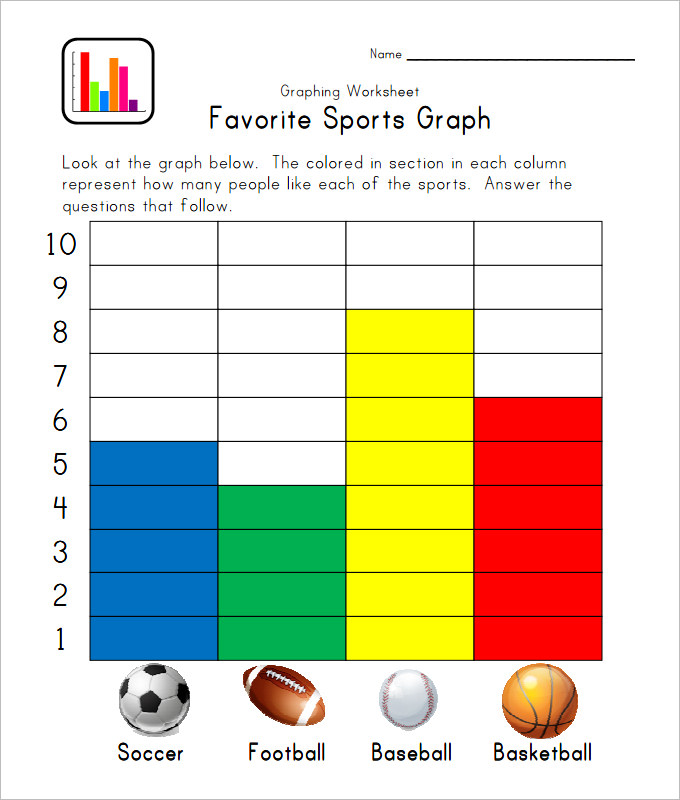 Name
Graphing Worksheet
Favorite Sports Graph
Look at the graph below. The colored in section in each column
represent how many people like each of the sports. Answer the
questions that follow.
10
9
8
7
6
5
4
3
2
1
Soccer Football Baseball Basketball